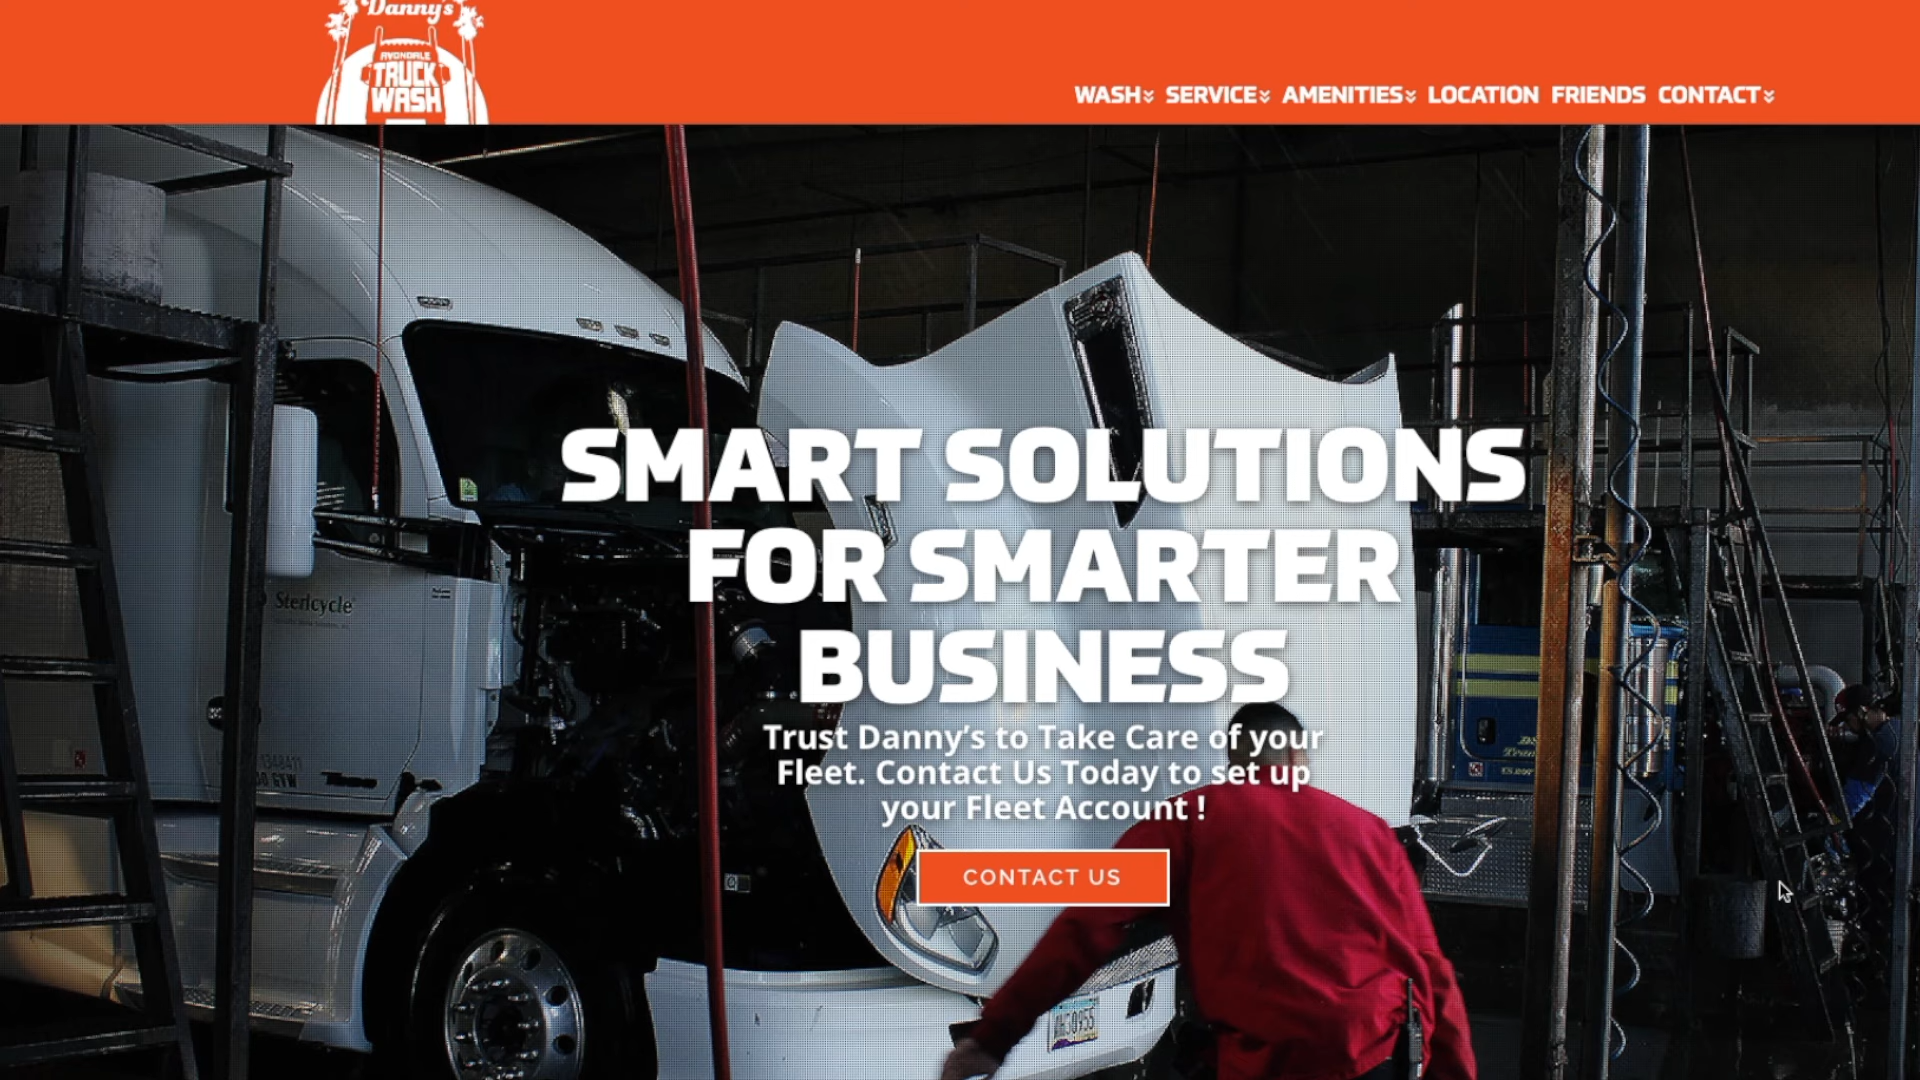 Danny's
AVONDALE
TRUCK
WASH
WASH SERVICE AMENITIES LOCATION FRIENDS CONTACT
SMART SOLUTIONS
FOR SMARTER
BUSINESS
Trust Danny's to Take Care of your
Fleet. Contact Us Today to set up
your Fleet Account !
CONTACT US
Stericycle